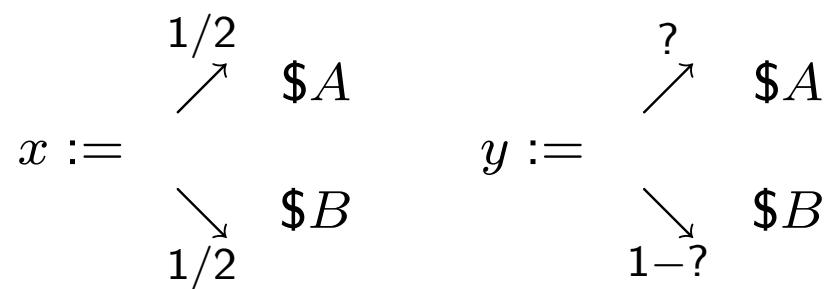 1/2 ?
↗ $A ↗ $A
x := y :=
↘ $B ↘ $B
1/2 1−?